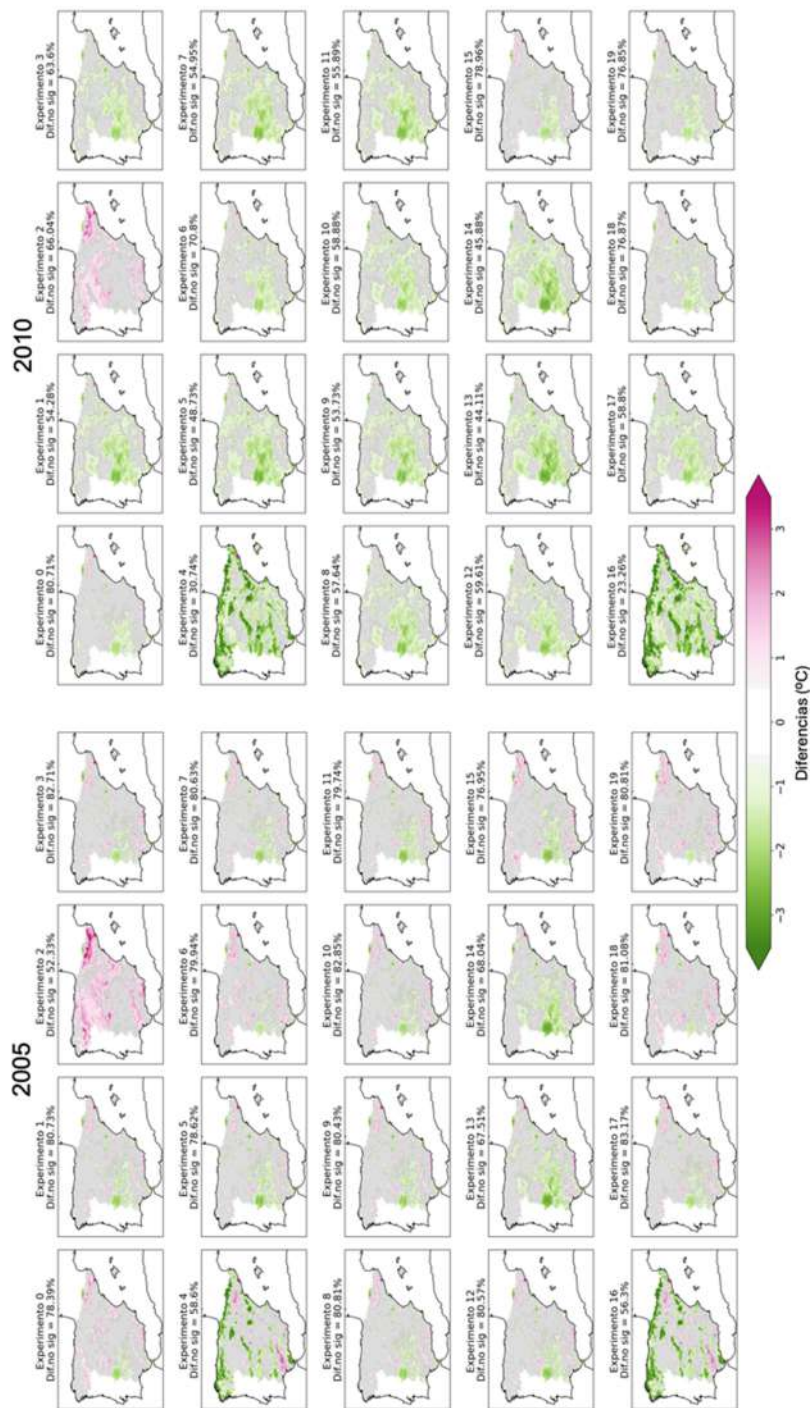 2005
Experimento 0
Dif.no sig = 78.39%
Experimento 1
Dif.no sig = 80.73%
Experimento 2
Dif.no sig = 52.33%
Experimento 3
Dif.no sig = 82.71%
Experimento 4
Dif.no sig = 58.6%
Experimento 5
Dif.no sig = 78.62%
Experimento 6
Dif.no sig = 79.94%
Experimento 7
Dif.no sig = 80.63%
Experimento 8
Dif.no sig = 80.81%
Experimento 9
Dif.no sig = 80.43%
Experimento 10
Dif.no sig = 82.85%
Experimento 11
Dif.no sig = 79.74%
Experimento 12
Dif.no sig = 80.57%
Experimento 13
Dif.no sig = 67.51%
Experimento 14
Dif.no sig = 68.04%
Experimento 15
Dif.no sig = 76.95%
Experimento 16
Dif.no sig = 56.3%
Experimento 17
Dif.no sig = 83.17%
Experimento 18
Dif.no sig = 81.08%
Experimento 19
Dif.no sig = 80.81%
2010
Experimento 0
Dif.no sig = 80.71%
Experimento 1
Dif.no sig = 54.28%
Experimento 2
Dif.no sig = 66.04%
Experimento 3
Dif.no sig = 63.6%
Experimento 4
Dif.no sig = 30.74%
Experimento 5
Dif.no sig = 48.73%
Experimento 6
Dif.no sig = 70.8%
Experimento 7
Dif.no sig = 54.95%
Experimento 8
Dif.no sig = 57.64%
Experimento 9
Dif.no sig = 53.73%
Experimento 10
Dif.no sig = 58.88%
Experimento 11
Dif.no sig = 55.89%
Experimento 12
Dif.no sig = 59.61%
Experimento 13
Dif.no sig = 44.11%
Experimento 14
Dif.no sig = 45.88%
Experimento 15
Dif.no sig = 78.96%
Experimento 16
Dif.no sig = 23.26%
Experimento 17
Dif.no sig = 58.8%
Experimento 18
Dif.no sig = 76.87%
Experimento 19
Dif.no sig = 76.85%
−3 −2 −1 0 1 2 3
Diferencias (ºC)